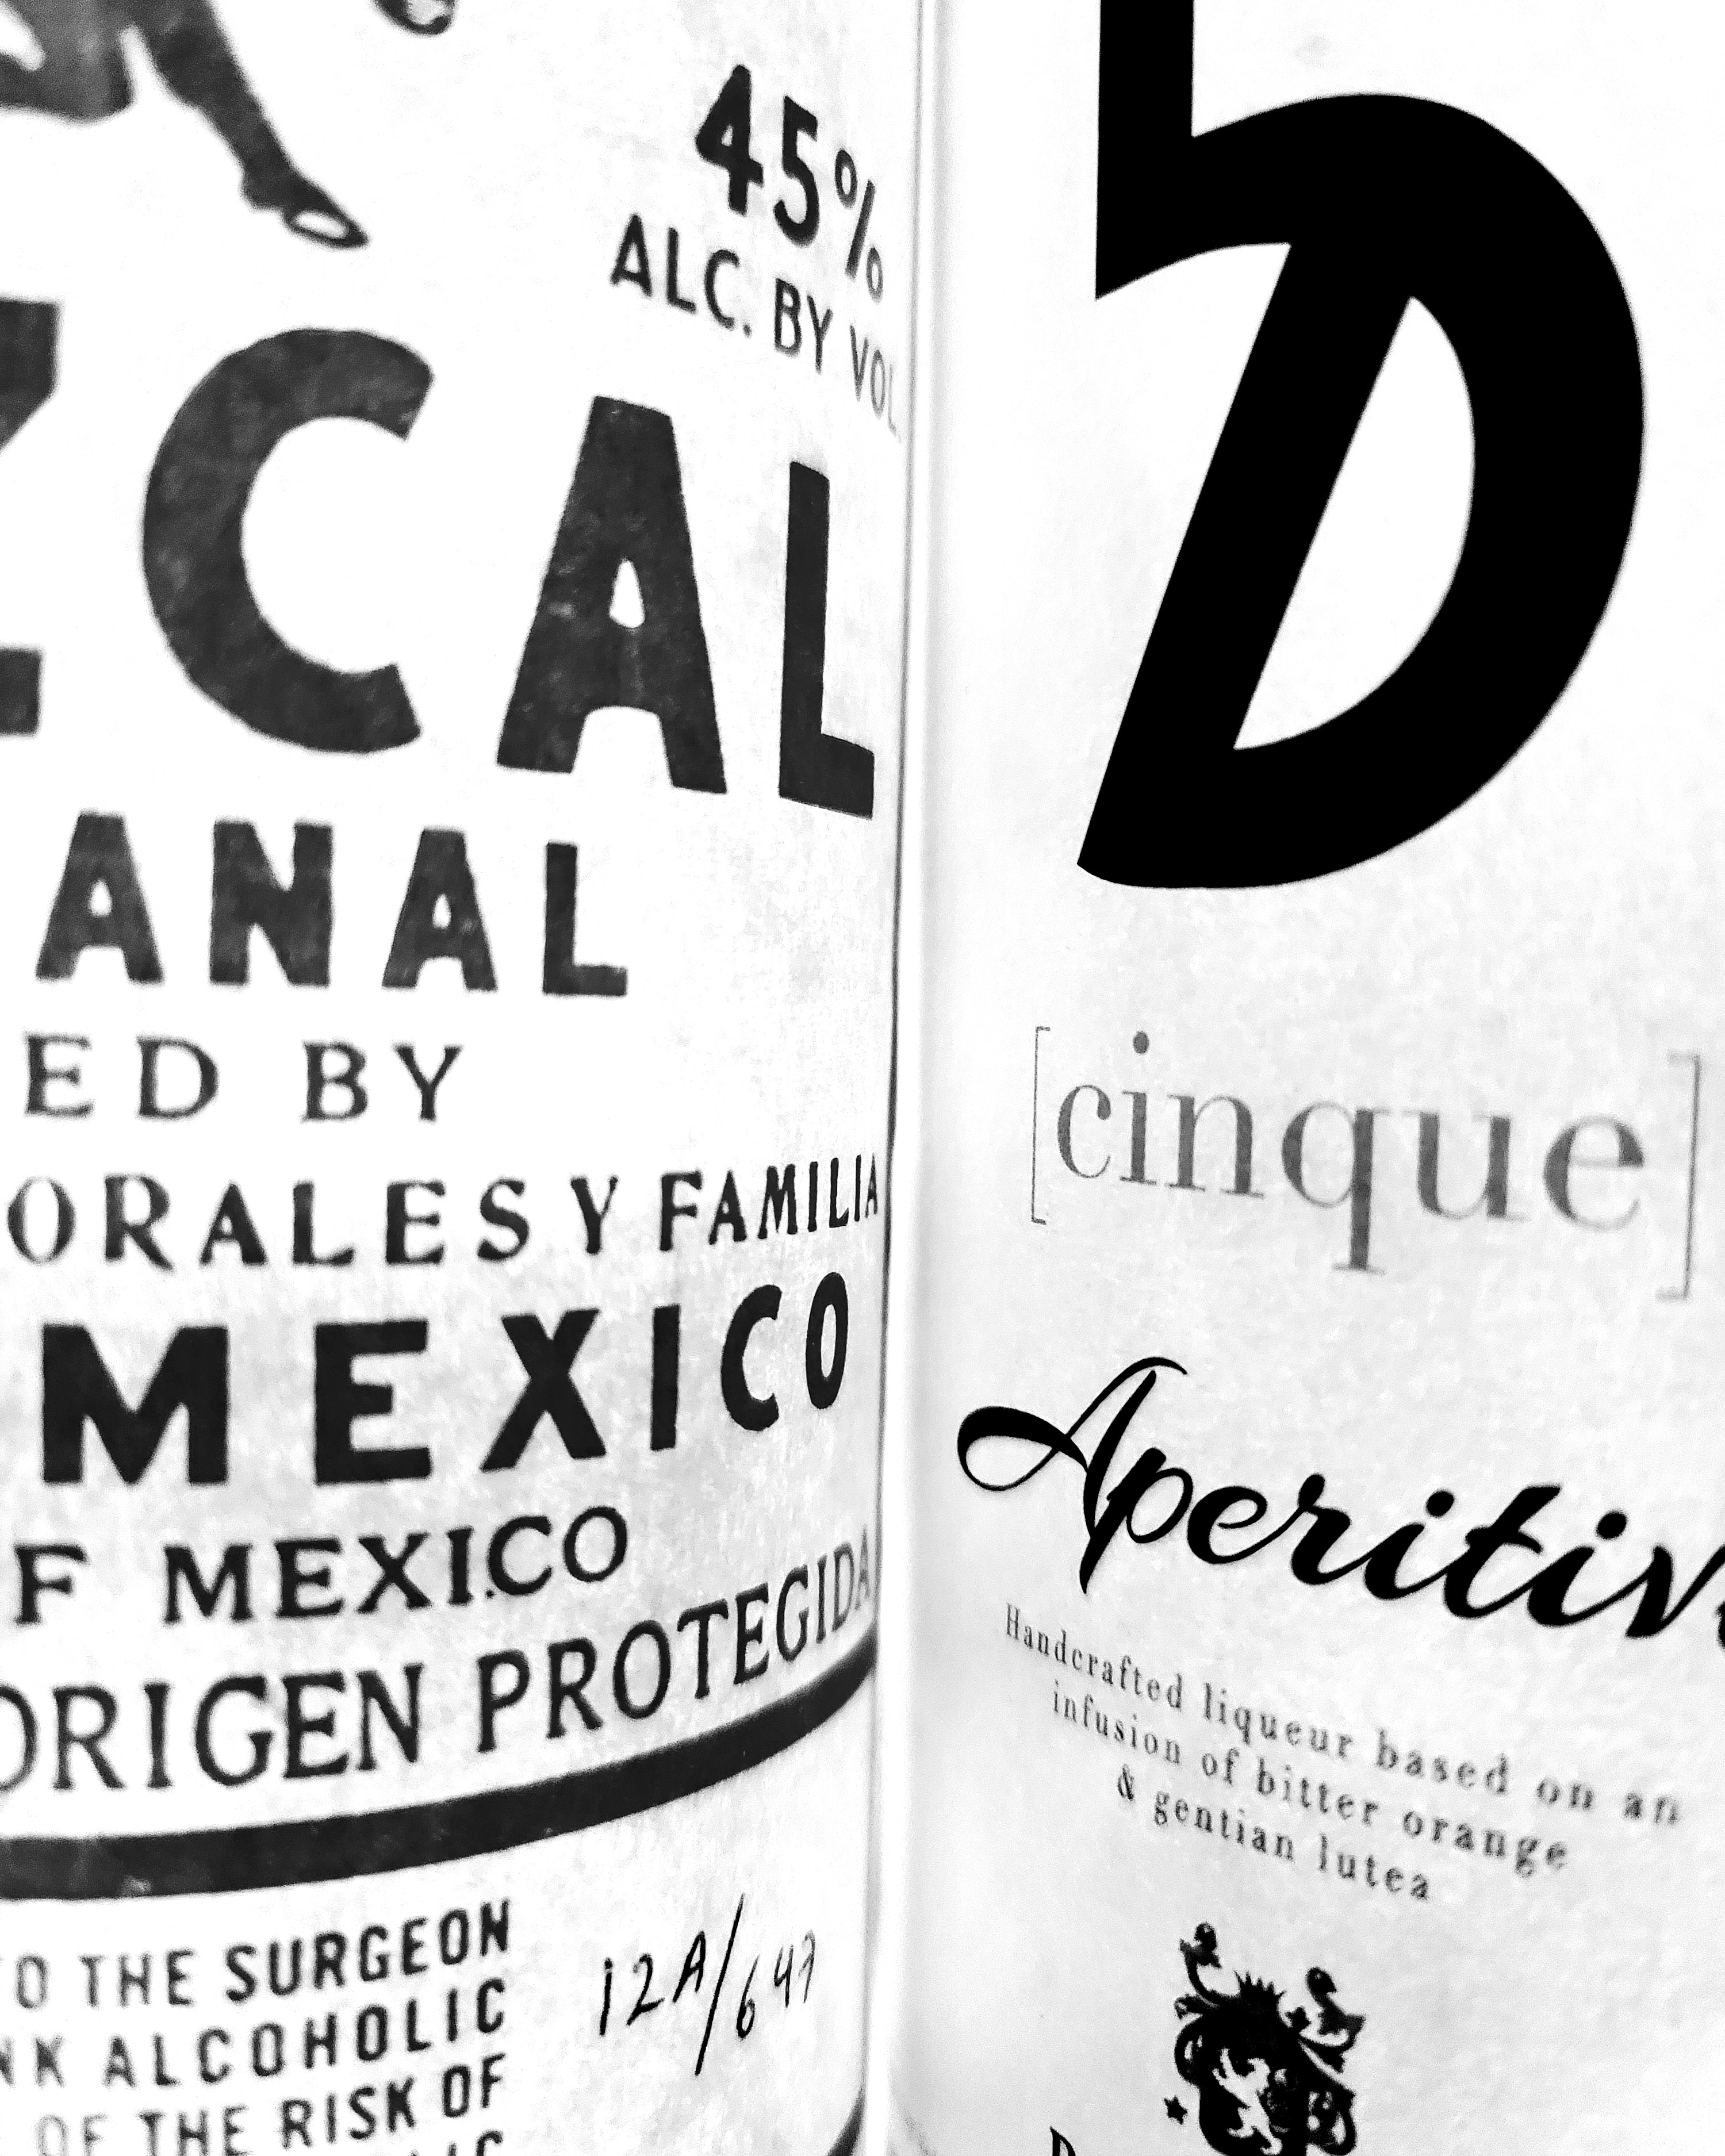 45%
ALC. BY VOL.
ZCAL
ANAL
ED BY
ORALES Y FAMILIA
MEXICO
F MEXICO
ORIGEN PROTEGIDA
TO THE SURGEON
NK ALCOHOLIC
OF THE RISK OF
12A/647
[cinque]
Aperitiv
Handcrafted liqueur based on an
infusion of bitter orange
& gentian lutea